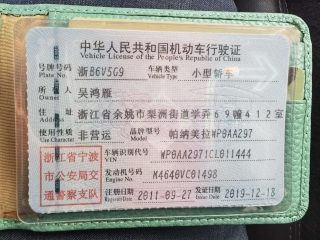 中华人民共和国机动车行驶证
Vehicle License of the People's Republic of China
号牌号码 浙B6V5G9 车辆类型 小型轿车
Plate No. Vehicle Type
所有人 吴鸿雁
Owner
住址 浙江省余姚市梨洲街道学弄69幢412室
使用性质 非营运 品牌型号 帕纳美拉WP0AA297
浙江省宁波 车辆识别代号 WP0AA2971CL011444
VIN
市公安局交 发动机号码 M4640VC01498
通警察支队 注册日期 2011-09-27 发证日期 2019-12-18